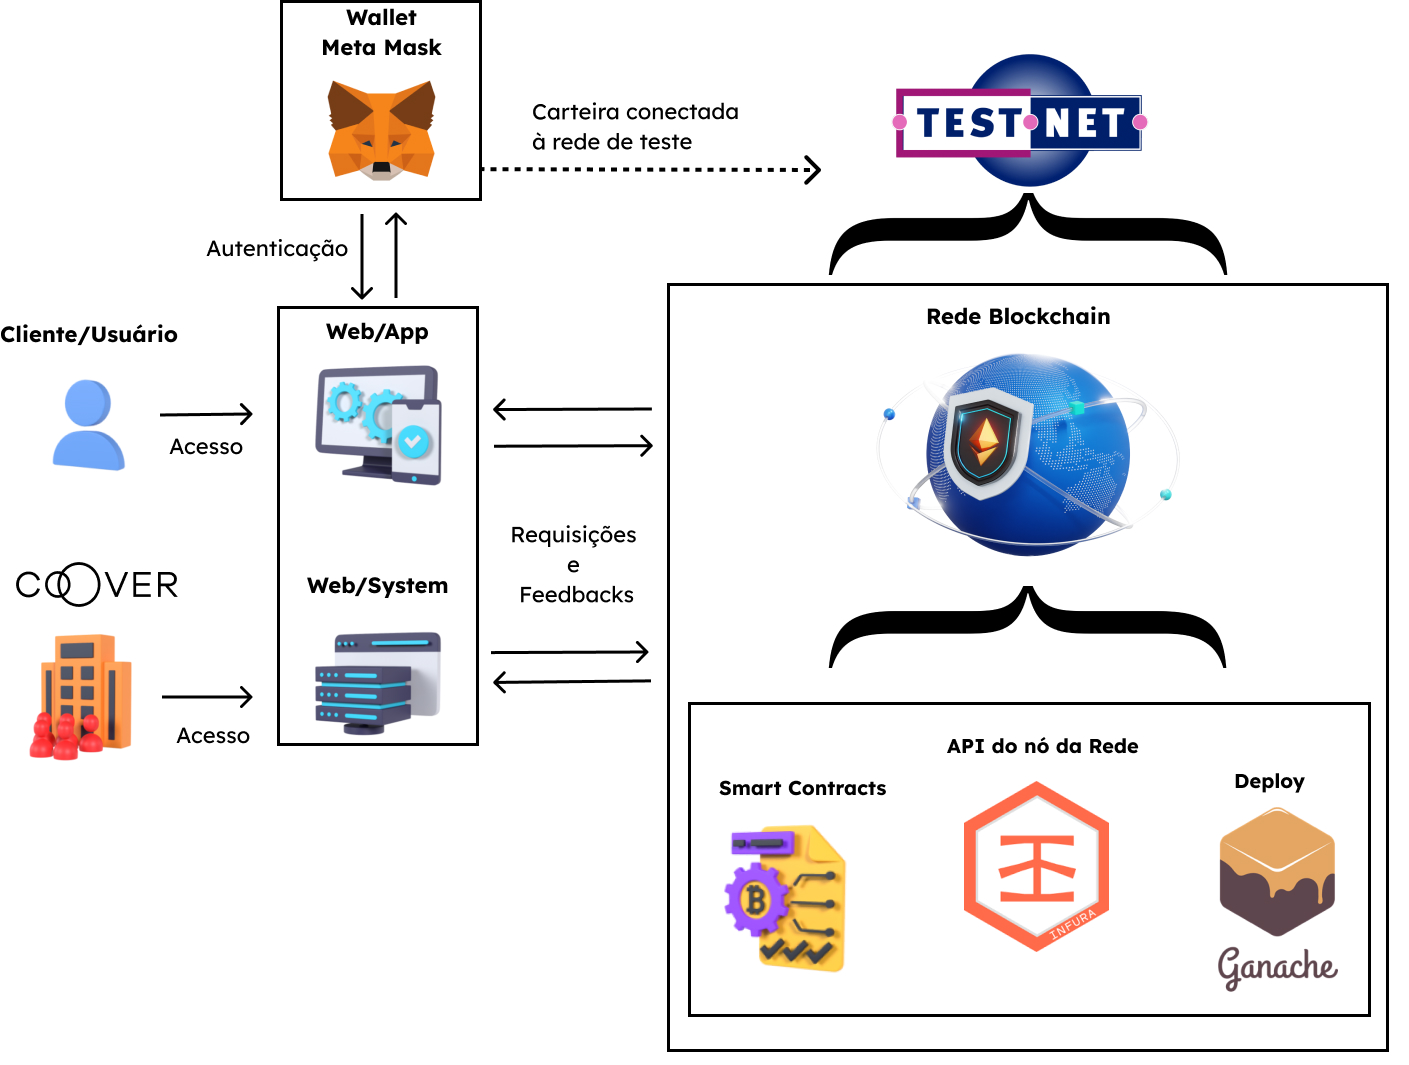 Wallet
Meta Mask
Carteira conectada
à rede de teste
TEST NET
Autenticação
Cliente/Usuário
Web/App
Rede Blockchain
Acesso
Requisições
e
Feedbacks
COOVER
Web/System
Acesso
API do nó da Rede
Smart Contracts
Deploy
INFURA
Ganache